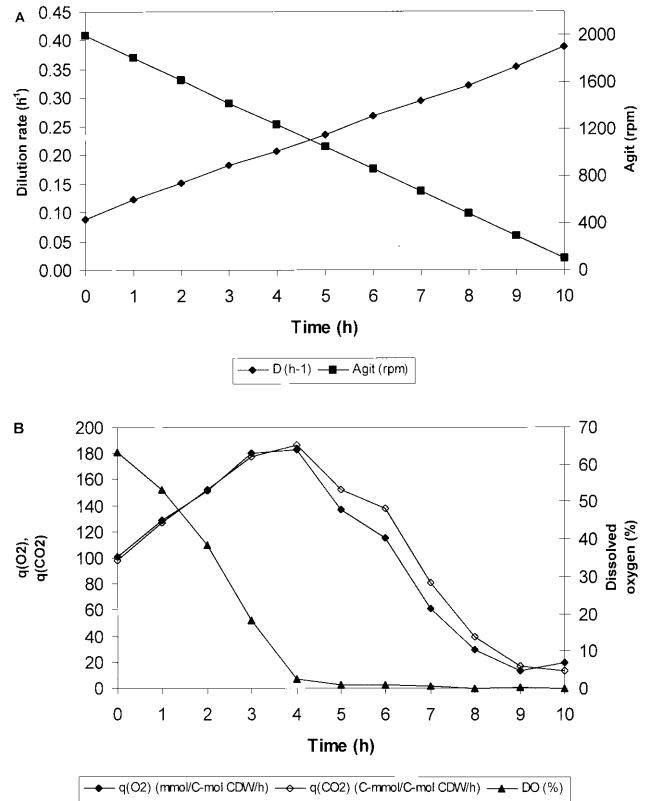 A
0.45
0.40
0.35
0.30
0.25
0.20
0.15
0.10
0.05
0.00
Dilution rate (h⁻¹)
2000
1600
1200
800
400
0
Agit (rpm)
0 1 2 3 4 5 6 7 8 9 10
Time (h)
D (h-1) Agit (rpm)
B
200
180
160
140
120
100
80
60
40
20
0
q(O2),
q(CO2)
70
60
50
40
30
20
10
0
Dissolved
oxygen (%)
0 1 2 3 4 5 6 7 8 9 10
Time (h)
q(O2) (mmol/C-mol CDW/h) q(CO2) (C-mmol/C-mol CDW/h) DO (%)